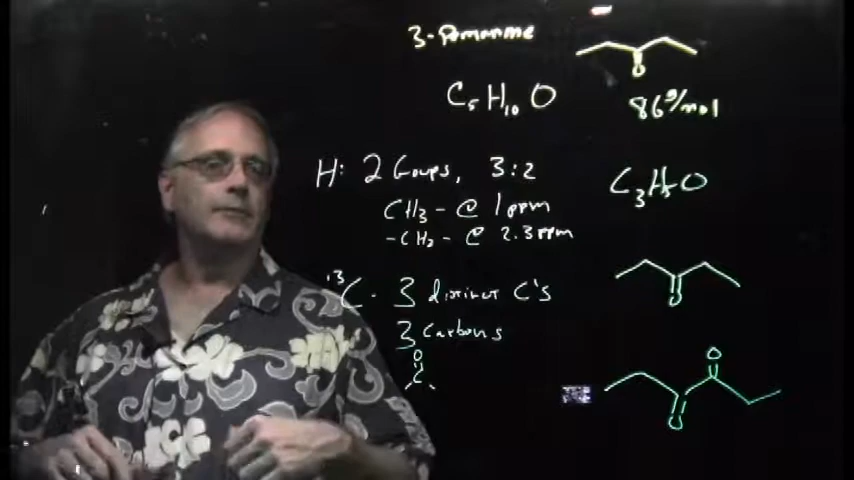 3-Pentanone
O
C5H10O
86 g/mol
H: 2 Goups, 3:2
C3H5O
CH3 - @ 1 ppm
-CH2- @ 2.3 ppm
13C - 3 distinct C's
O
3 Carbons
O
C
O
O